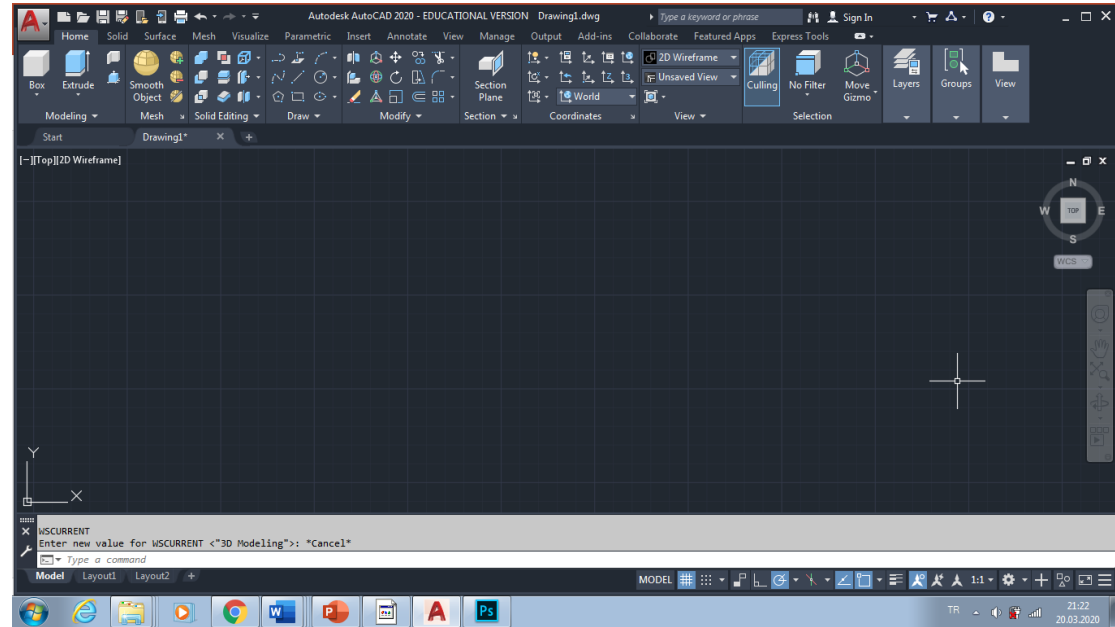 Autodesk AutoCAD 2020 - EDUCATIONAL VERSION Drawing1.dwg Type a keyword or phrase Sign In
Home Solid Surface Mesh Visualize Parametric Insert Annotate View Manage Output Add-ins Collaborate Featured Apps Express Tools
Box
Extrude
Smooth
Object
Section
Plane
World
2D Wireframe
Unsaved View
Culling
No Filter
Move
Gizmo
Layers
Groups
View
Modeling Mesh Solid Editing Draw Modify Section Coordinates View Selection
Start Drawing1* +
[−][Top][2D Wireframe]
N
W TOP E
S
WCS
Y
X
WSCURRENT
Enter new value for WSCURRENT <"3D Modeling">: *Cancel*
Type a command
Model Layout1 Layout2 +
MODEL 1:1
TR 21:22
20.03.2020